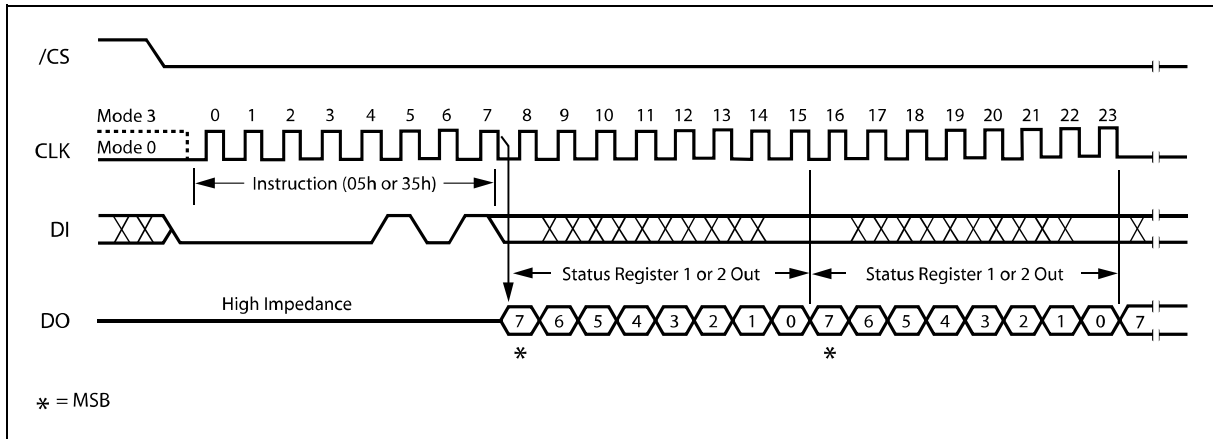 /CS
Mode 3
0 1 2 3 4 5 6 7 8 9 10 11 12 13 14 15 16 17 18 19 20 21 22 23
CLK
Mode 0
Instruction (05h or 35h)
DI
Status Register 1 or 2 Out Status Register 1 or 2 Out
High Impedance
DO
7 6 5 4 3 2 1 0 7 6 5 4 3 2 1 0 7
* *
* = MSB